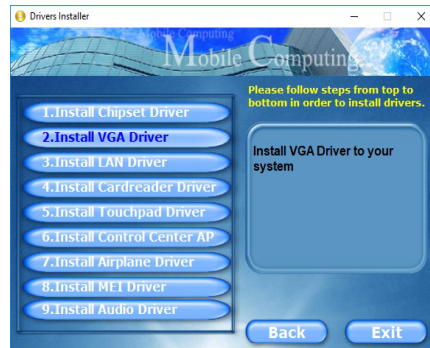 Drivers Installer
Mobile Computing
Mobile Computing
Please follow steps from top to
bottom in order to install drivers.
1.Install Chipset Driver
2.Install VGA Driver
3.Install LAN Driver
4.Install Cardreader Driver
5.Install Touchpad Driver
6.Install Control Center AP
7.Install Airplane Driver
8.Install MEI Driver
9.Install Audio Driver
Install VGA Driver to your
system
Back
Exit